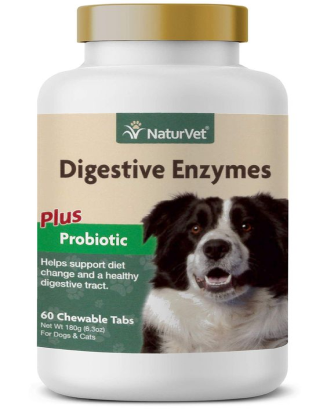 NaturVet®
Digestive Enzymes
Plus
Probiotic
Helps support diet
change and a healthy
digestive tract.
60 Chewable Tabs
Net Wt 180g (6.3oz)
For Dogs & Cats